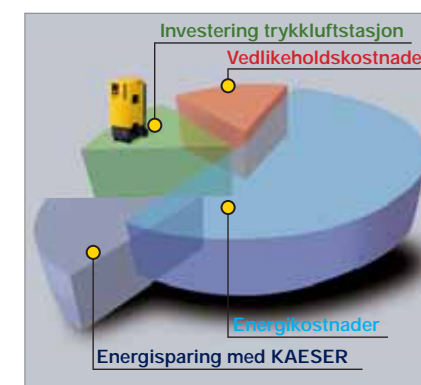 Investering trykkluftstasjon
Vedlikeholdskostnade
Energikostnader
Energisparing med KAESER